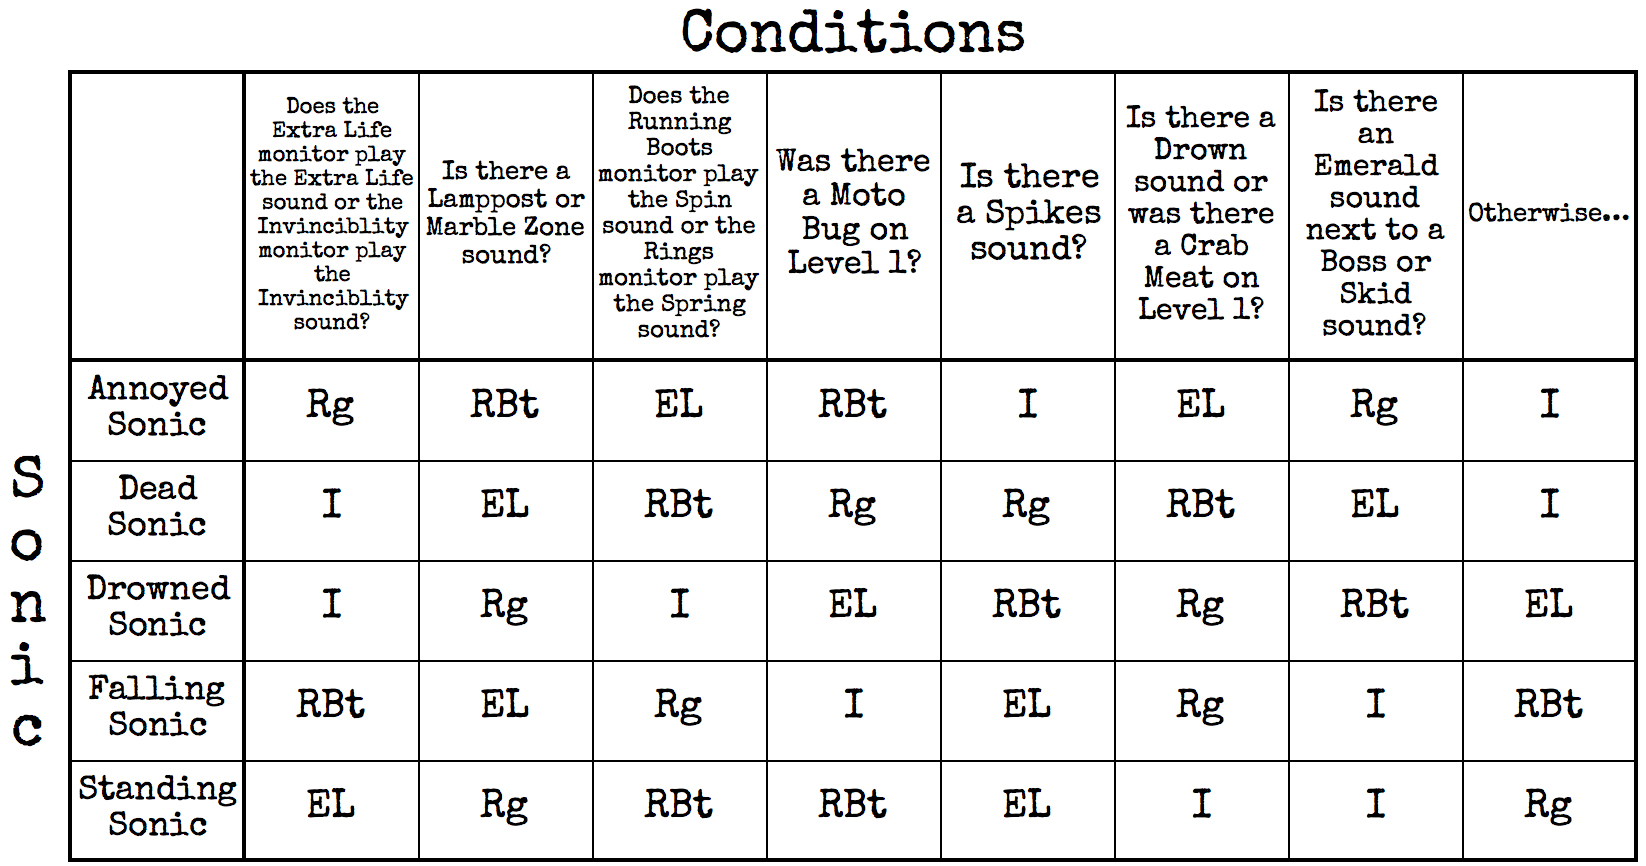 Conditions
Does the
Extra Life
monitor play
the Extra Life
sound or the
Invinciblity
monitor play
the
Invinciblity
sound?
Is there a
Lamppost or
Marble Zone
sound?
Does the
Running
Boots
monitor play
the Spin
sound or the
Rings
monitor play
the Spring
sound?
Was there
a Moto
Bug on
Level 1?
Is there
a Spikes
sound?
Is there a
Drown
sound or
was there
a Crab
Meat on
Level 1?
Is there
an
Emerald
sound
next to a
Boss or
Skid
sound?
Otherwise...
Sonic
Annoyed
Sonic
Rg RBt EL RBt I EL Rg I
Dead
Sonic
I EL RBt Rg Rg RBt EL I
Drowned
Sonic
I Rg I EL RBt Rg RBt EL
Falling
Sonic
RBt EL Rg I EL Rg I RBt
Standing
Sonic
EL Rg RBt RBt EL I I Rg